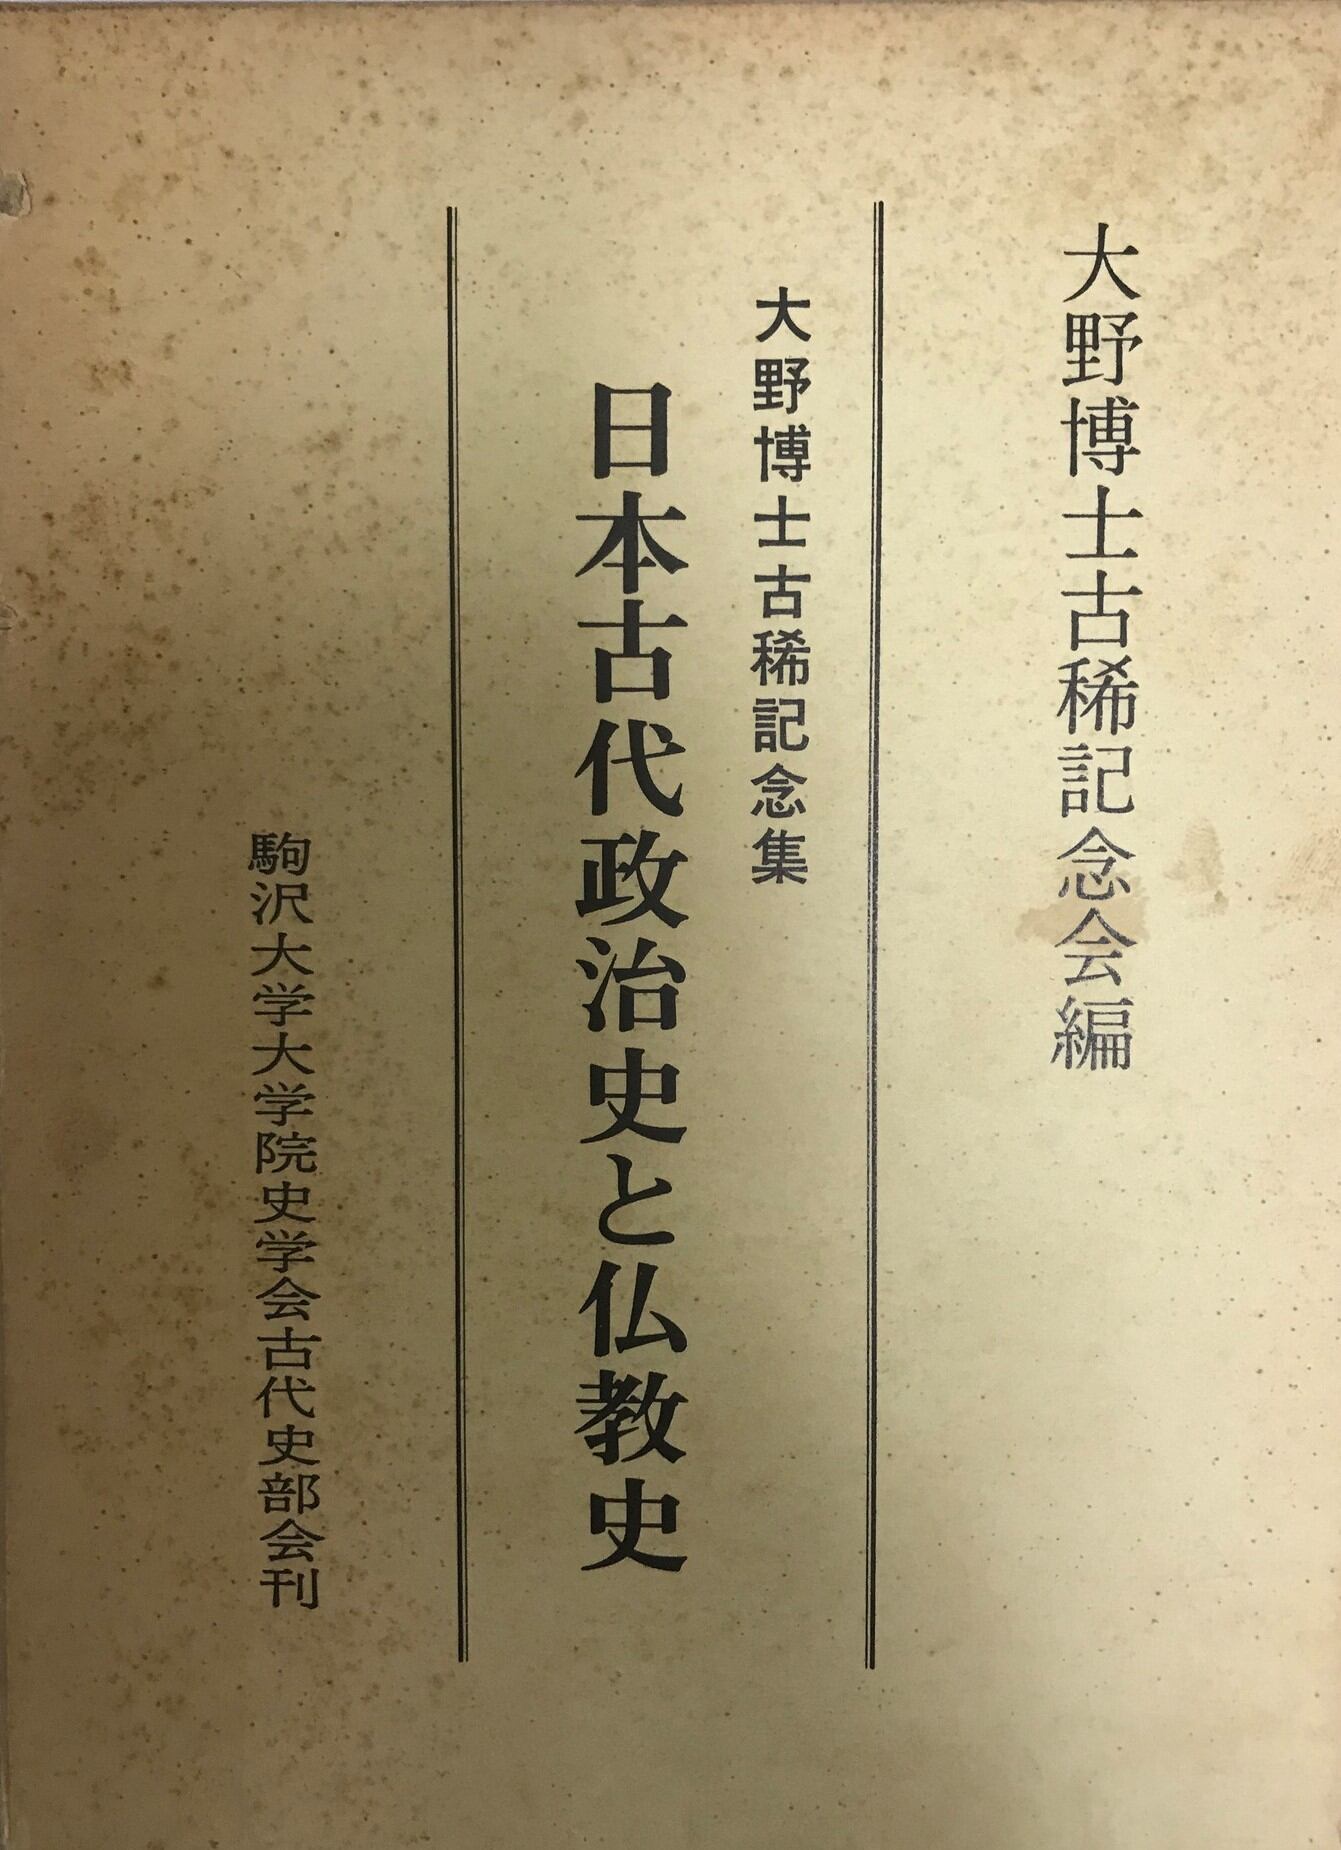 大野博士古稀記念会編
大野博士古稀記念集
日本古代政治史と仏教史
駒沢大学大学院史学会古代史部会刊